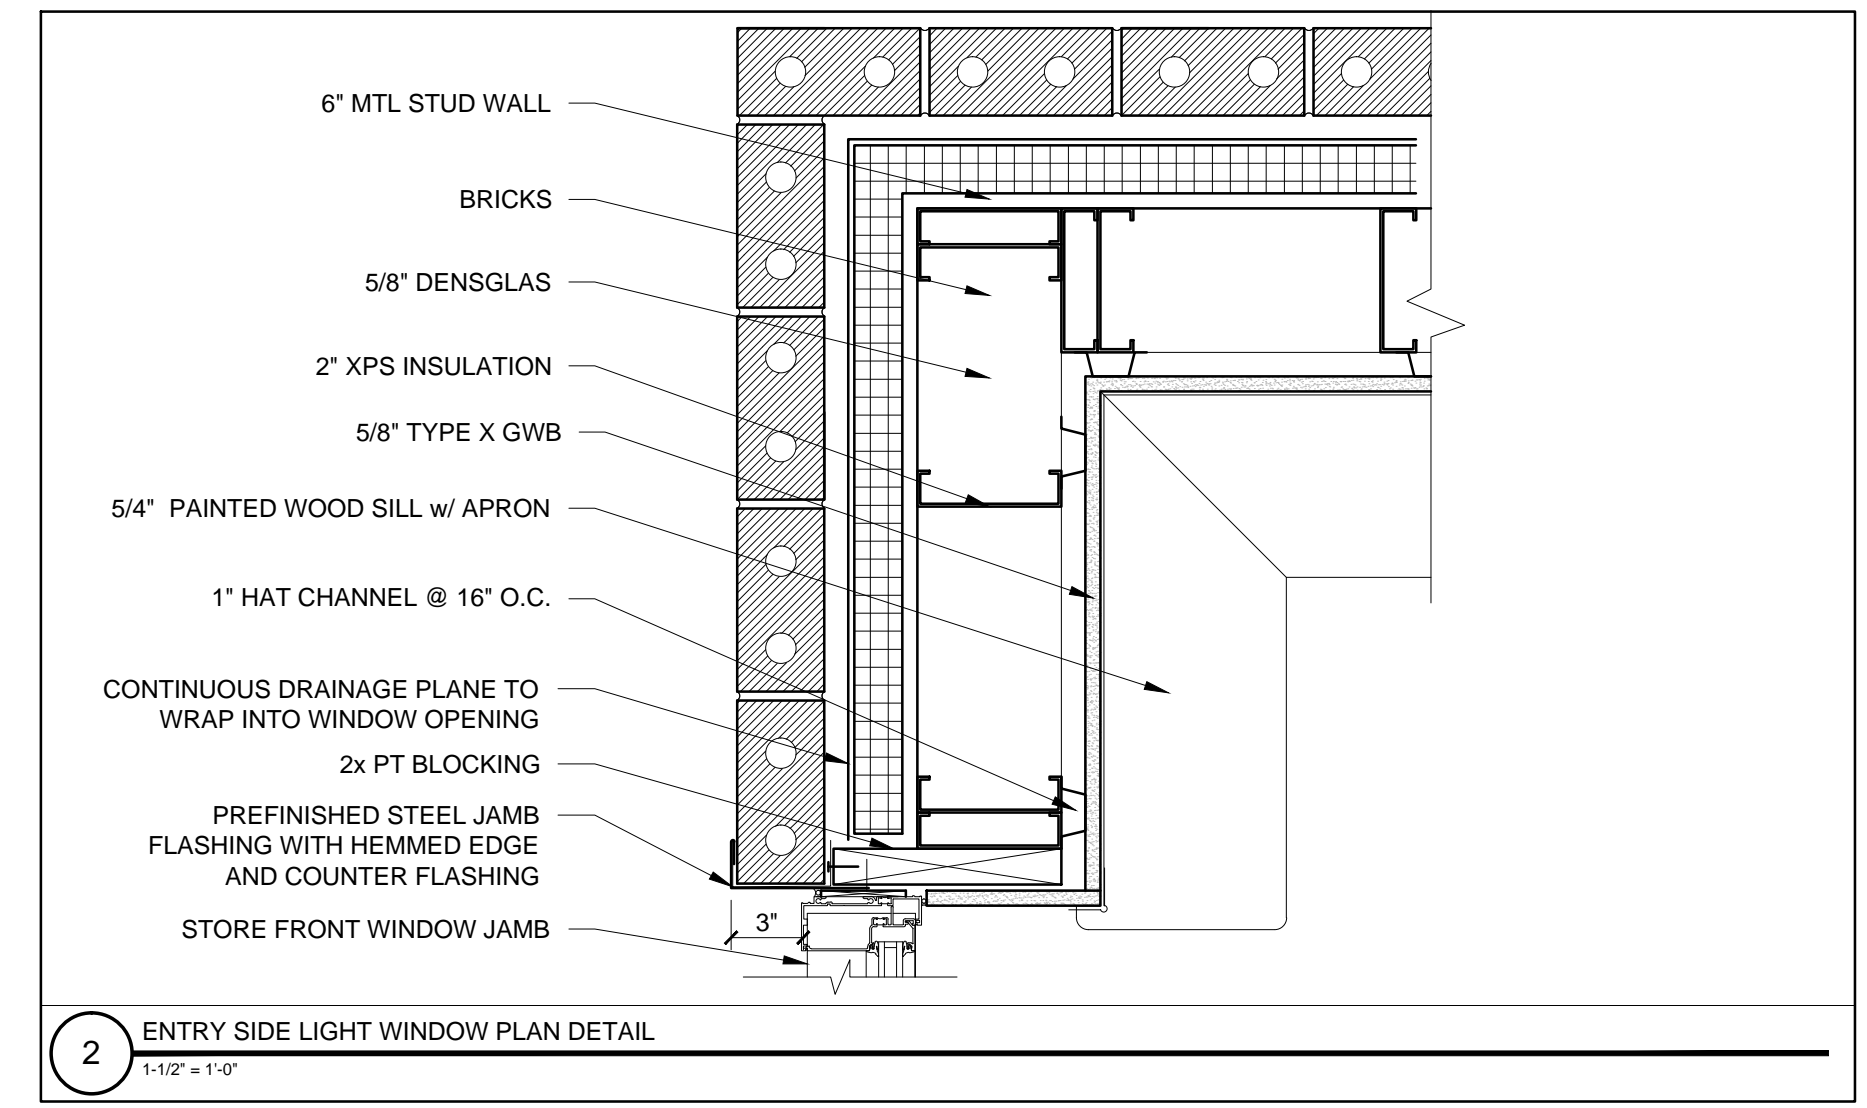 6" MTL STUD WALL
BRICKS
5/8" DENSGLAS
2" XPS INSULATION
5/8" TYPE X GWB
5/4" PAINTED WOOD SILL w/ APRON
1" HAT CHANNEL @ 16" O.C.
CONTINUOUS DRAINAGE PLANE TO
WRAP INTO WINDOW OPENING
2x PT BLOCKING
PREFINISHED STEEL JAMB
FLASHING WITH HEMMED EDGE
AND COUNTER FLASHING
STORE FRONT WINDOW JAMB
3"
2
ENTRY SIDE LIGHT WINDOW PLAN DETAIL
1-1/2" = 1'-0"